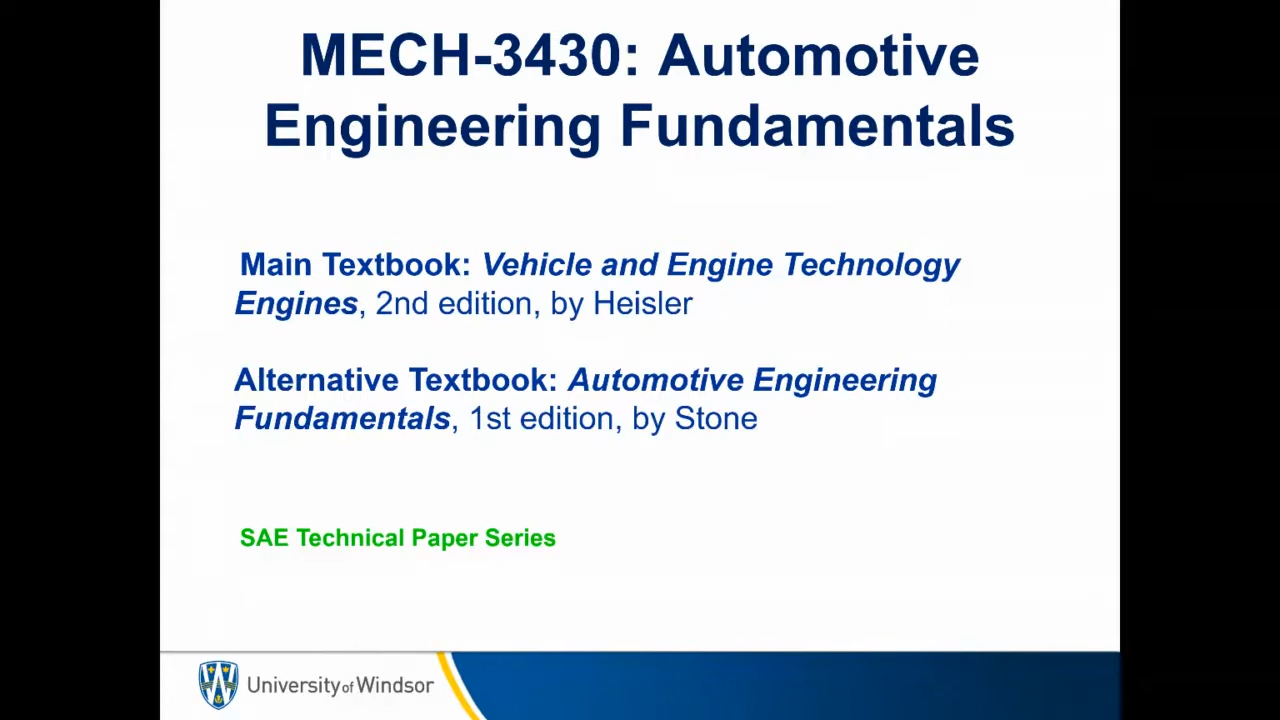 MECH-3430: Automotive
Engineering Fundamentals
Main Textbook: Vehicle and Engine Technology
Engines, 2nd edition, by Heisler
Alternative Textbook: Automotive Engineering
Fundamentals, 1st edition, by Stone
SAE Technical Paper Series
University of Windsor